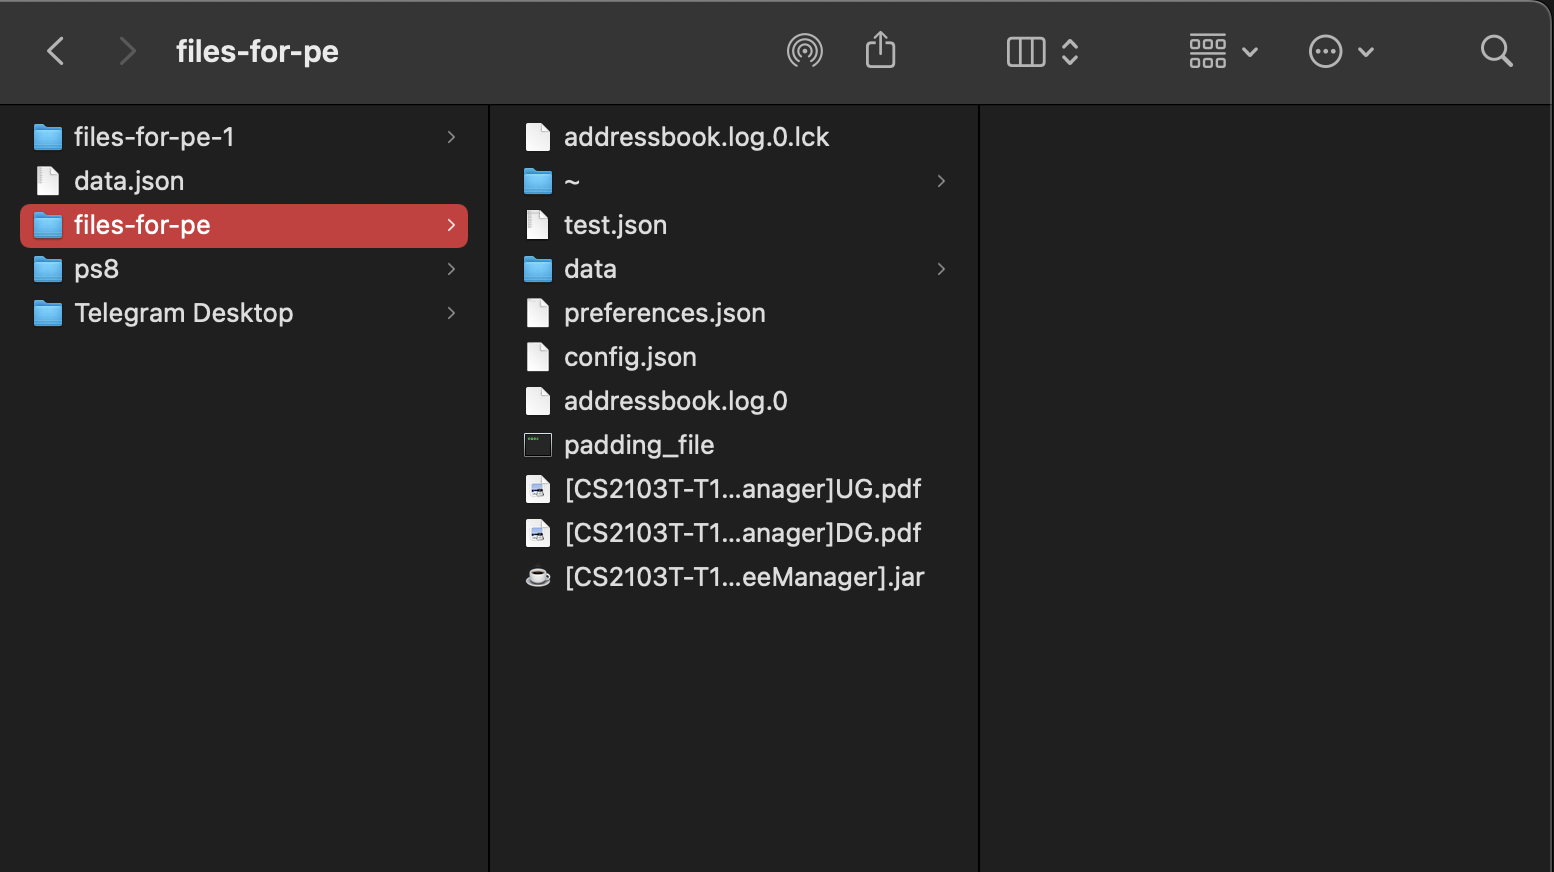 files-for-pe
files-for-pe-1
data.json
files-for-pe
ps8
Telegram Desktop
addressbook.log.0.lck
~
test.json
data
preferences.json
config.json
addressbook.log.0
padding_file
[CS2103T-T1...anager]UG.pdf
[CS2103T-T1...anager]DG.pdf
[CS2103T-T1...eeManager].jar